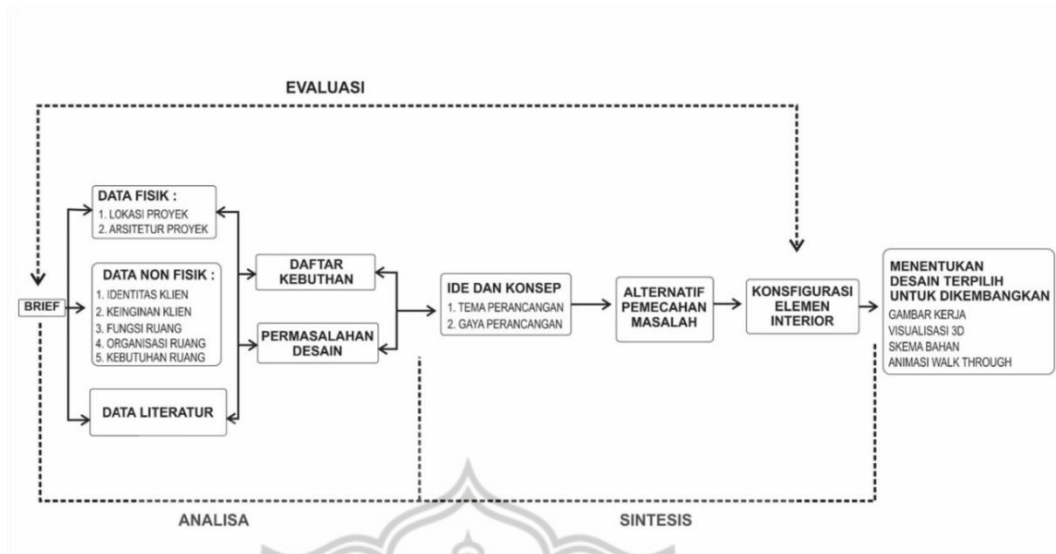 EVALUASI
BRIEF
DATA FISIK :
1. LOKASI PROYEK
2. ARSITETUR PROYEK
DATA NON FISIK :
1. IDENTITAS KLIEN
2. KEINGINAN KLIEN
3. FUNGSI RUANG
4. ORGANISASI RUANG
5. KEBUTUHAN RUANG
DATA LITERATUR
DAFTAR
KEBUTHAN
PERMASALAHAN
DESAIN
IDE DAN KONSEP
1. TEMA PERANCANGAN
2. GAYA PERANCANGAN
ALTERNATIF
PEMECAHAN
MASALAH
KONSFIGURASI
ELEMEN
INTERIOR
MENENTUKAN
DESAIN TERPILIH
UNTUK DIKEMBANGKAN
GAMBAR KERJA
VISUALISASI 3D
SKEMA BAHAN
ANIMASI WALK THROUGH
ANALISA
SINTESIS